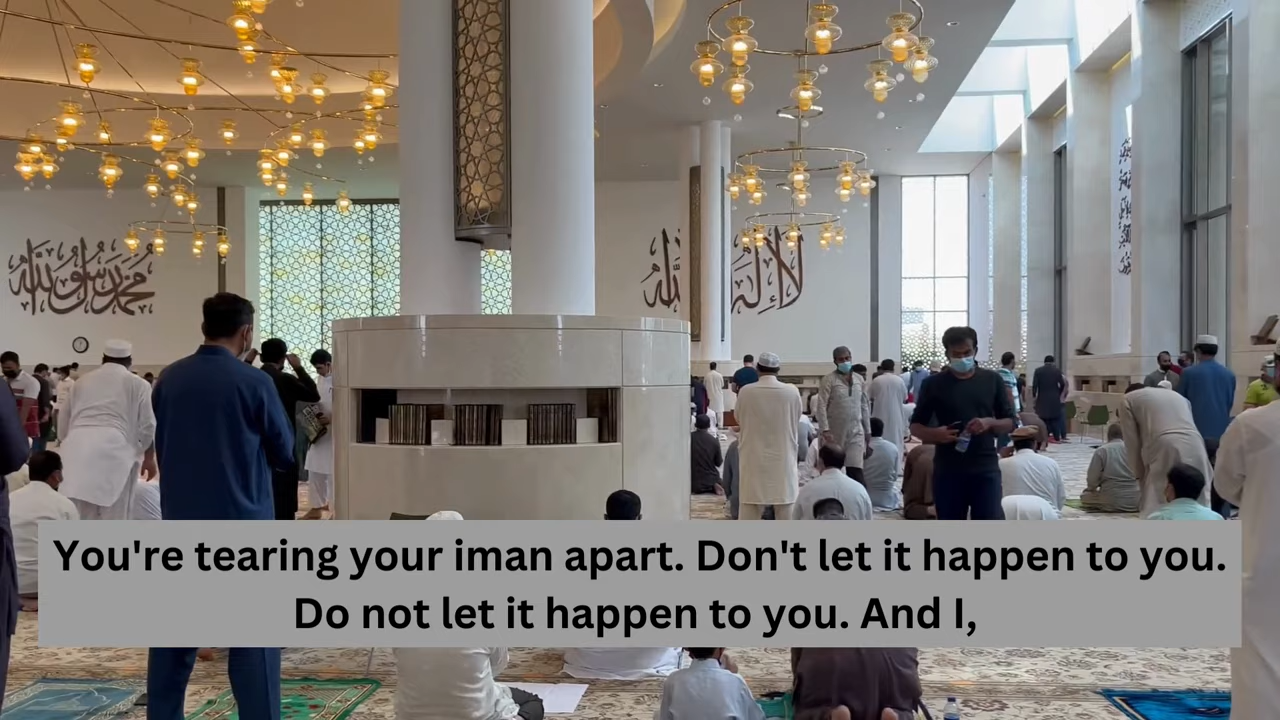 محمد رسول الله
لا إله
الله
You're tearing your iman apart. Don't let it happen to you.
Do not let it happen to you. And I,